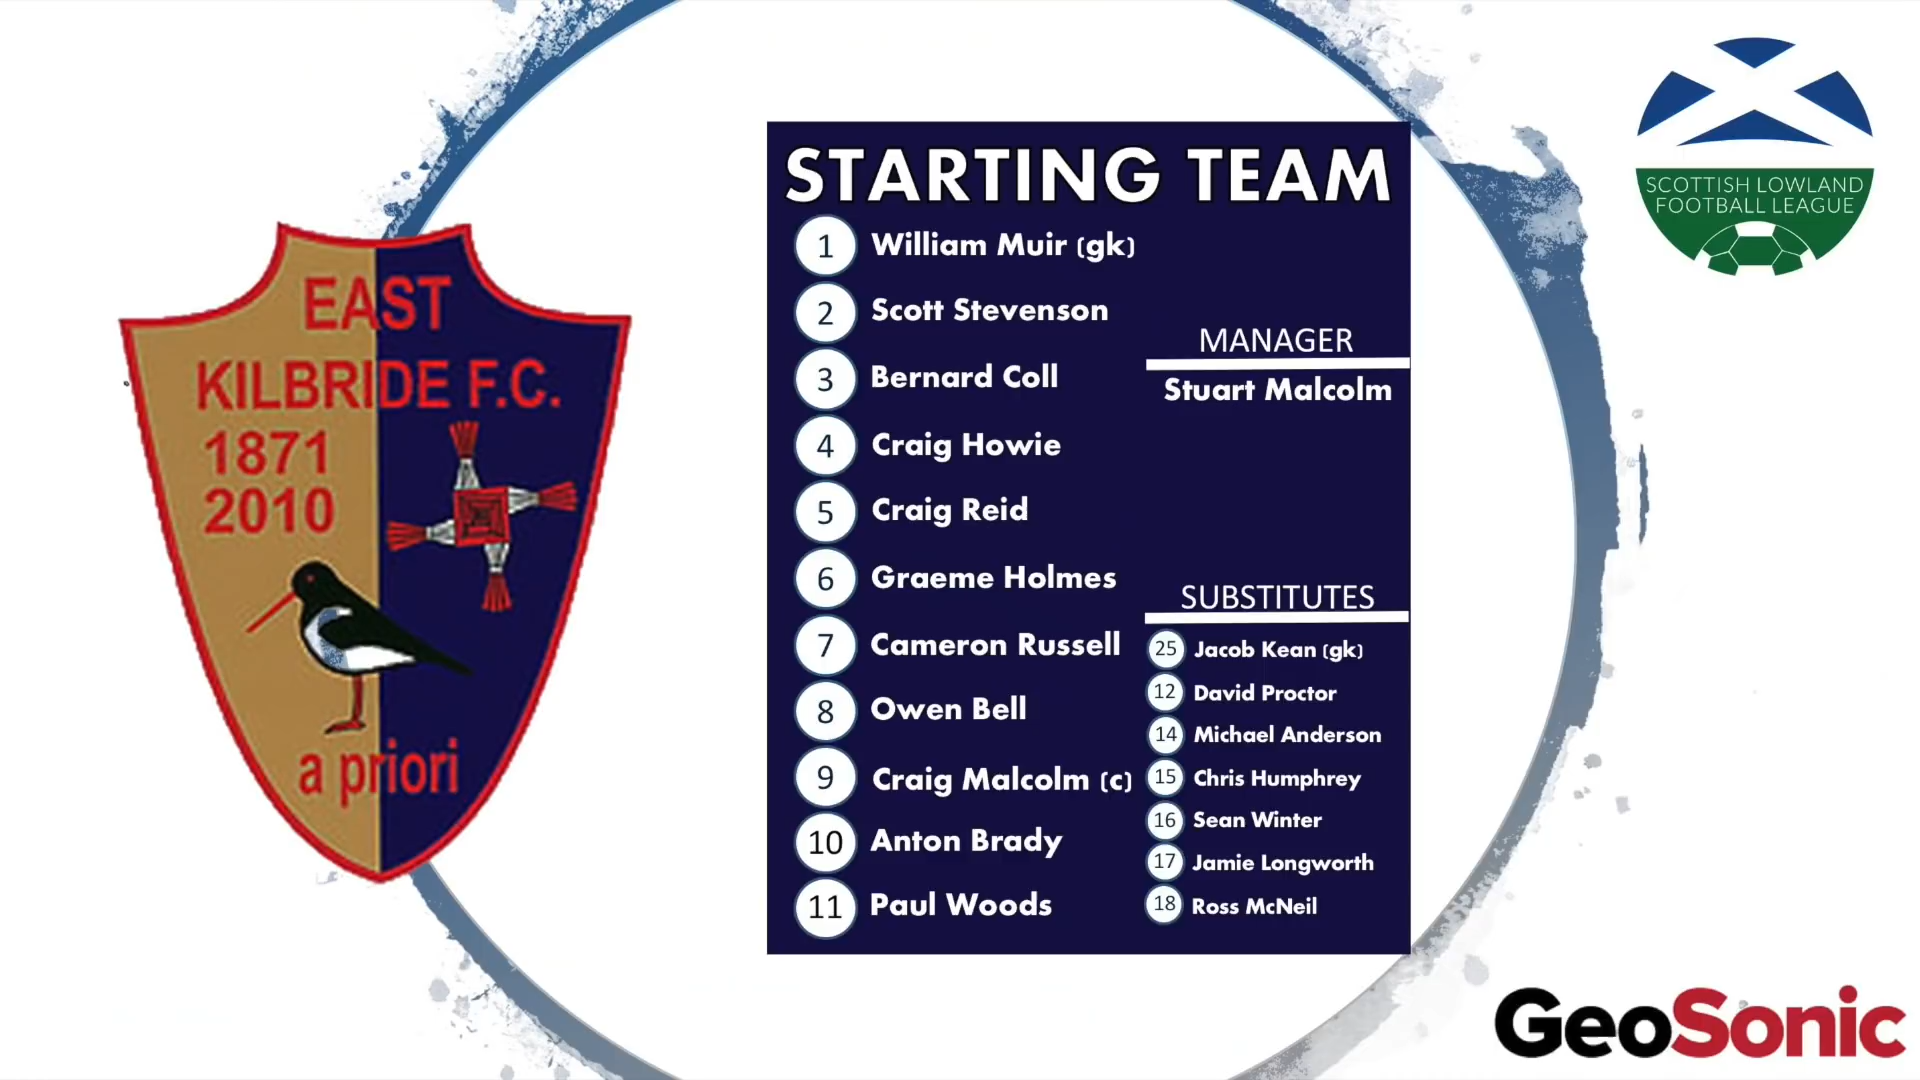 EAST
KILBRIDE F.C.
1871
2010
a priori
STARTING TEAM
1 William Muir (gk)
2 Scott Stevenson
3 Bernard Coll
4 Craig Howie
5 Craig Reid
6 Graeme Holmes
7 Cameron Russell
8 Owen Bell
9 Craig Malcolm (c)
10 Anton Brady
11 Paul Woods
MANAGER
Stuart Malcolm
SUBSTITUTES
25 Jacob Kean (gk)
12 David Proctor
14 Michael Anderson
15 Chris Humphrey
16 Sean Winter
17 Jamie Longworth
18 Ross McNeil
SCOTTISH LOWLAND
FOOTBALL LEAGUE
GeoSonic